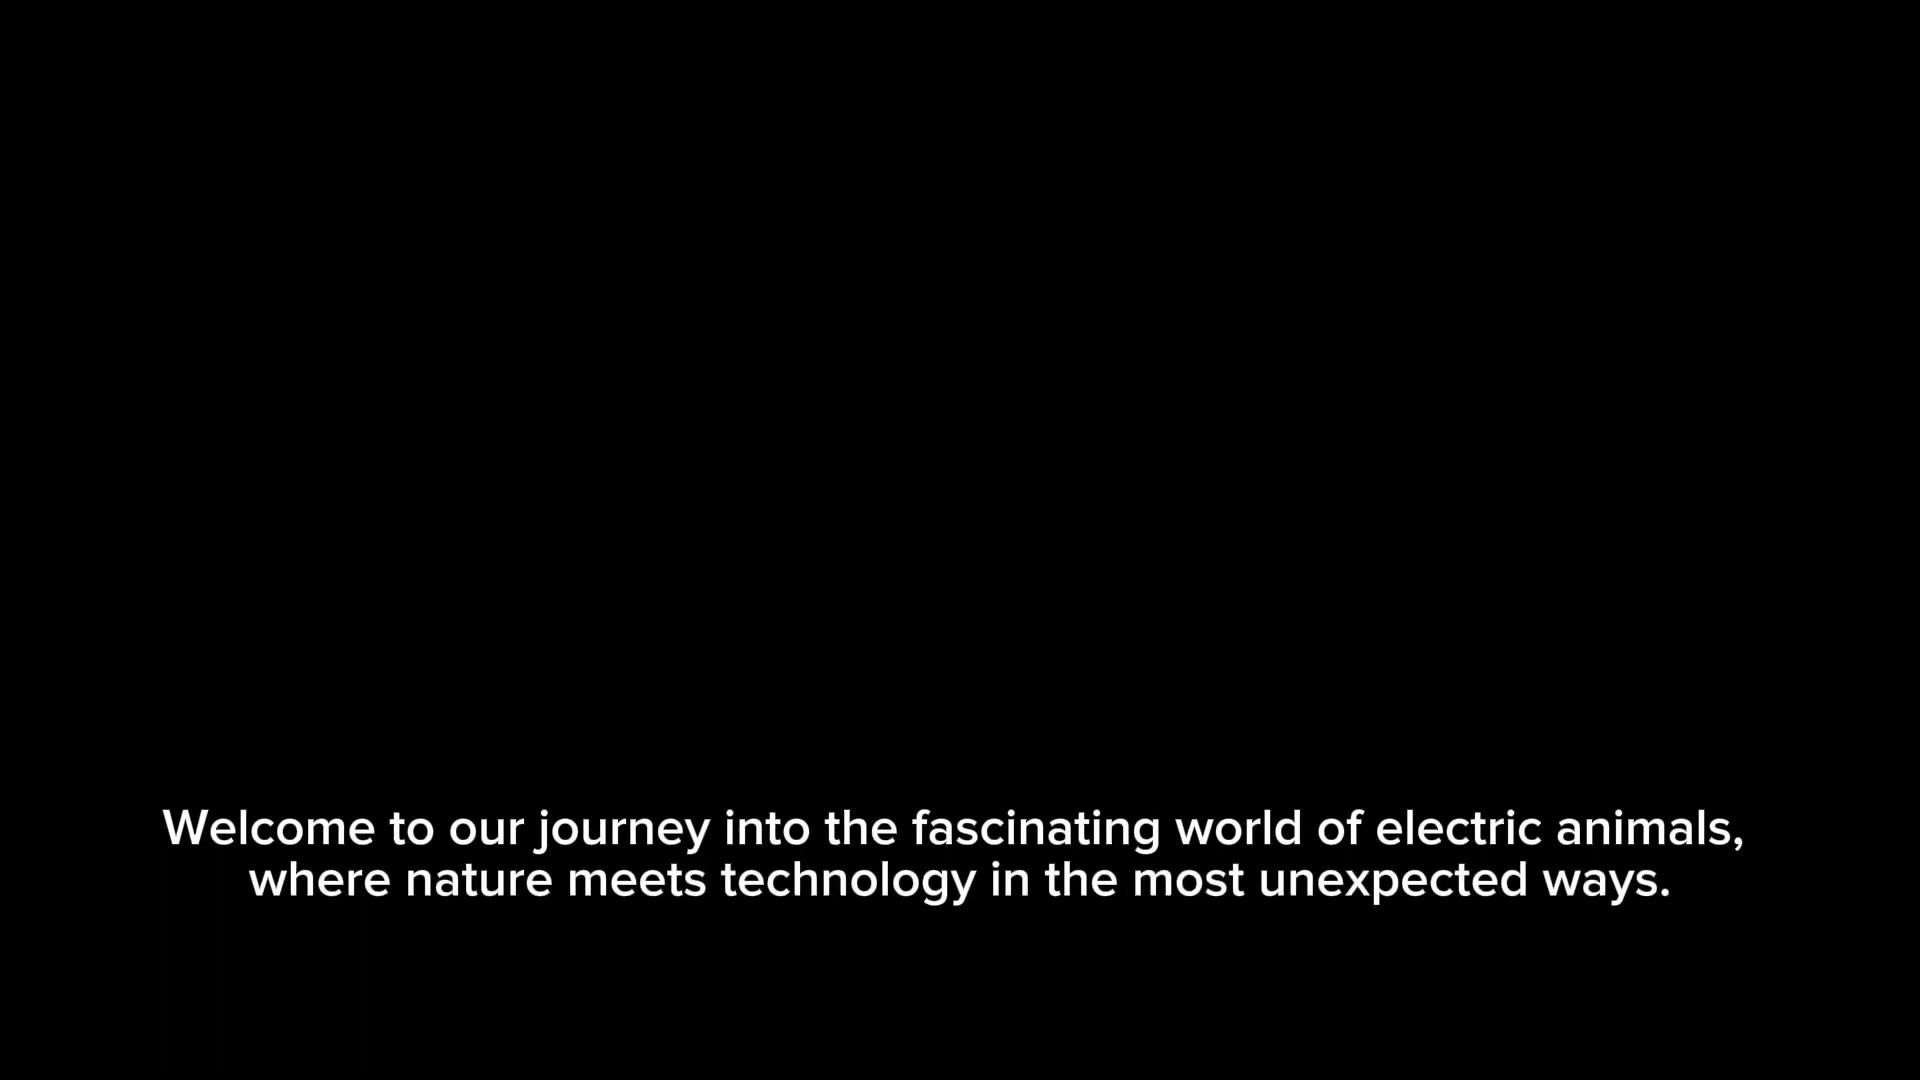 Welcome to our journey into the fascinating world of electric animals,
where nature meets technology in the most unexpected ways.